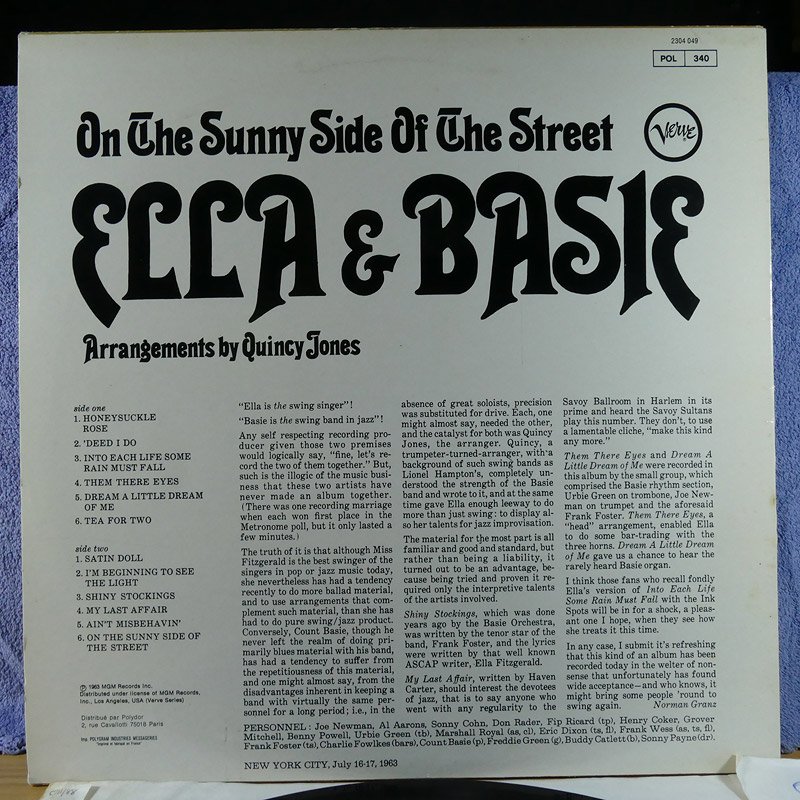 2304 049
POL 340
On The Sunny Side Of The Street
Verve
ELLA & BASIE
Arrangements by Quincy Jones
side one
1. HONEYSUCKLE
ROSE
2. 'DEED I DO
3. INTO EACH LIFE SOME
RAIN MUST FALL
4. THEM THERE EYES
5. DREAM A LITTLE DREAM
OF ME
6. TEA FOR TWO
side two
1. SATIN DOLL
2. I'M BEGINNING TO SEE
THE LIGHT
3. SHINY STOCKINGS
4. MY LAST AFFAIR
5. AIN'T MISBEHAVIN'
6. ON THE SUNNY SIDE OF
THE STREET
℗ 1963 MGM Records Inc.
Distributed under license of MGM Records,
Inc., Los Angeles, USA (Verve Series)
Distribué par Polydor
2, rue Cavallotti 75018 Paris
Imp. POLYGRAM INDUSTRIES MESSAGERIES
"Imprimé et fabriqué en France"
"Ella is the swing singer"!
"Basie is the swing band in jazz"!
Any self respecting recording pro-
ducer given those two premises
would logically say, "fine, let's re-
cord the two of them together." But,
such is the illogic of the music busi-
ness that these two artists have
never made an album together.
(There was one recording marriage
when each won first place in the
Metronome poll, but it only lasted a
few minutes.)
The truth of it is that although Miss
Fitzgerald is the best swinger of the
singers in pop or jazz music today,
she nevertheless has had a tendency
recently to do more ballad material,
and to use arrangements that com-
plement such material, than she has
had to do pure swing/jazz product.
Conversely, Count Basie, though he
never left the realm of doing pri-
marily blues material with his band,
has had a tendency to suffer from
the repetitiousness of this material,
and one might almost say, from the
disadvantages inherent in keeping a
band with virtually the same per-
sonnel for a long period; i.e., in the
absence of great soloists, precision
was substituted for drive. Each, one
might almost say, needed the other,
and the catalyst for both was Quincy
Jones, the arranger. Quincy, a
trumpeter-turned-arranger, with a
background of such swing bands as
Lionel Hampton's, completely un-
derstood the strength of the Basie
band and wrote to it, and at the same
time gave Ella enough leeway to do
more than just swing: to display al-
so her talents for jazz improvisation.
The material for the most part is all
familiar and good and standard, but
rather than being a liability, it
turned out to be an advantage, be-
cause being tried and proven it re-
quired only the interpretive talents
of the artists involved.
Shiny Stockings, which was done
years ago by the Basie Orchestra,
was written by the tenor star of the
band, Frank Foster, and the lyrics
were written by that well known
ASCAP writer, Ella Fitzgerald.
My Last Affair, written by Haven
Carter, should interest the devotees
of jazz, that is to say anyone who
went with any regularity to the
Savoy Ballroom in Harlem in its
prime and heard the Savoy Sultans
play this number. They don't, to use
a lamentable cliche, "make this kind
any more."
Them There Eyes and Dream A
Little Dream of Me were recorded in
this album by the small group, which
comprised the Basie rhythm section,
Urbie Green on trombone, Joe New-
man on trumpet and the aforesaid
Frank Foster. Them There Eyes, a
"head" arrangement, enabled Ella
to do some bar-trading with the
three horns. Dream A Little Dream
of Me gave us a chance to hear the
rarely heard Basie organ.
I think those fans who recall fondly
Ella's version of Into Each Life
Some Rain Must Fall with the Ink
Spots will be in for a shock, a pleas-
ant one I hope, when they see how
she treats it this time.
In any case, I submit it's refreshing
that this kind of an album has been
recorded today in the welter of non-
sense that unfortunately has found
wide acceptance—and who knows, it
might bring some people 'round to
swing again. Norman Granz
PERSONNEL: Joe Newman, Al Aarons, Sonny Cohn, Don Rader, Fip Ricard (tp), Henry Coker, Grover
Mitchell, Benny Powell, Urbie Green (tb), Marshall Royal (as, cl), Eric Dixon (ts, fl), Frank Wess (as, ts, fl),
Frank Foster (ts), Charlie Fowlkes (bars), Count Basie (p), Freddie Green (g), Buddy Catlett (b), Sonny Payne (dr).
NEW YORK CITY, July 16-17, 1963